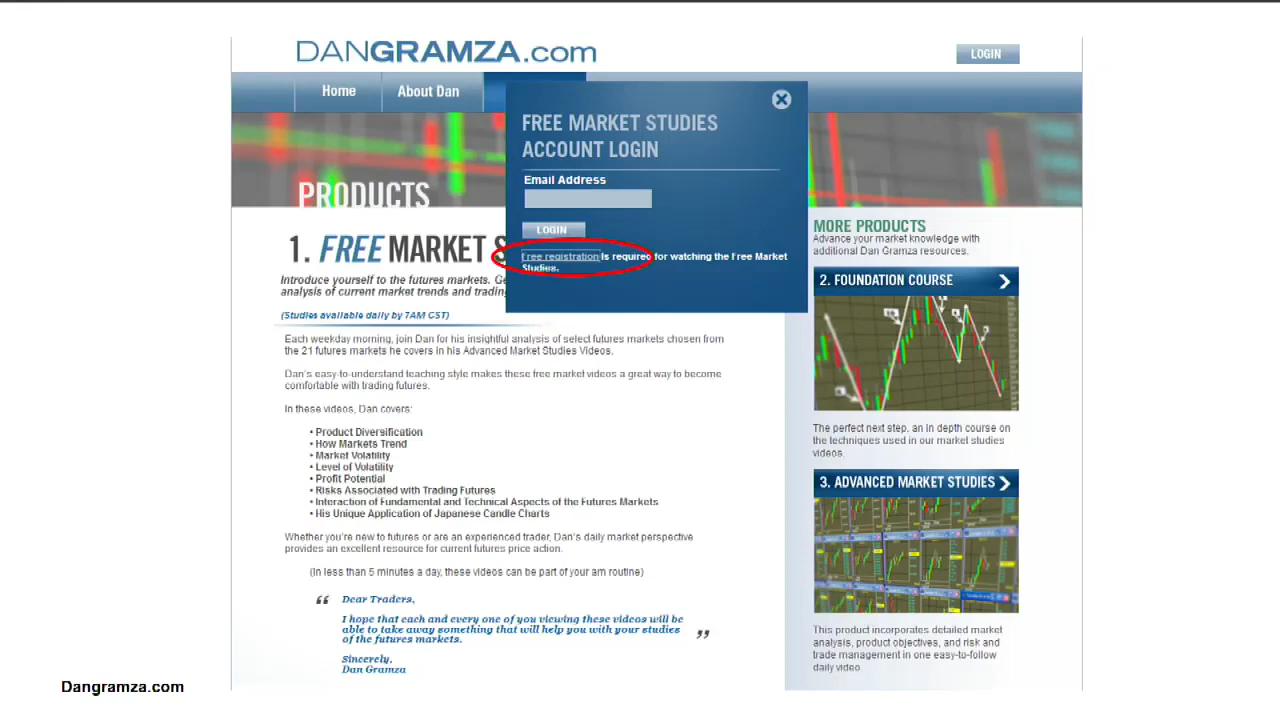 DANGRAMZA.com
LOGIN
Home
About Dan
FREE MARKET STUDIES
ACCOUNT LOGIN
Email Address
LOGIN
Free registration is required for watching the Free Market
Studies.
PRODUCTS
1. FREE MARKET S
Introduce yourself to the futures markets. Ge
analysis of current market trends and trading
(Studies available daily by 7AM CST)
Each weekday morning, join Dan for his insightful analysis of select futures markets chosen from
the 21 futures markets he covers in his Advanced Market Studies Videos.
Dan's easy-to-understand teaching style makes these free market videos a great way to become
comfortable with trading futures.
In these videos, Dan covers:
• Product Diversification
• How Markets Trend
• Market Volatility
• Level of Volatility
• Profit Potential
• Risks Associated with Trading Futures
• Interaction of Fundamental and Technical Aspects of the Futures Markets
• His Unique Application of Japanese Candle Charts
Whether you're new to futures or are an experienced trader, Dan's daily market perspective
provides an excellent resource for current futures price action.
(In less than 5 minutes a day, these videos can be part of your am routine)
“ Dear Traders,
I hope that each and every one of you viewing these videos will be
able to take away something that will help you with your studies
of the futures markets. ”
Sincerely,
Dan Gramza
MORE PRODUCTS
Advance your market knowledge with
additional Dan Gramza resources.
2. FOUNDATION COURSE
The perfect next step, an in depth course on
the techniques used in our market studies
videos.
3. ADVANCED MARKET STUDIES
This product incorporates detailed market
analysis, product objectives, and risk and
trade management in one easy-to-follow
daily video.
Dangramza.com